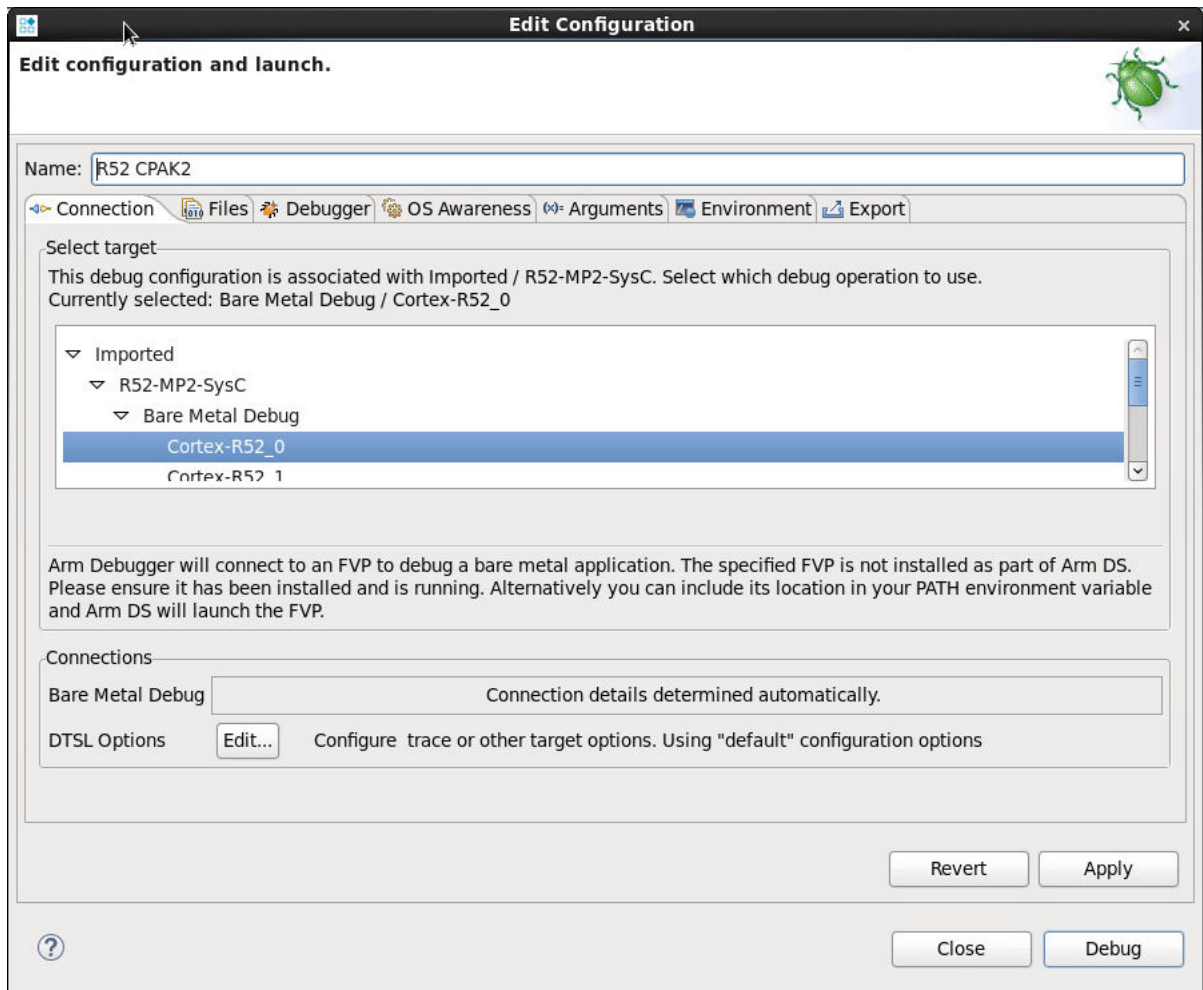 Edit Configuration
Edit configuration and launch.
Name: R52 CPAK2
Connection Files Debugger OS Awareness (x)= Arguments Environment Export
Select target
This debug configuration is associated with Imported / R52-MP2-SysC. Select which debug operation to use.
Currently selected: Bare Metal Debug / Cortex-R52_0
Imported
R52-MP2-SysC
Bare Metal Debug
Cortex-R52_0
Cortex-R52_1
Arm Debugger will connect to an FVP to debug a bare metal application. The specified FVP is not installed as part of Arm DS.
Please ensure it has been installed and is running. Alternatively you can include its location in your PATH environment variable
and Arm DS will launch the FVP.
Connections
Bare Metal Debug Connection details determined automatically.
DTSL Options Edit... Configure trace or other target options. Using "default" configuration options
Revert Apply
? Close Debug